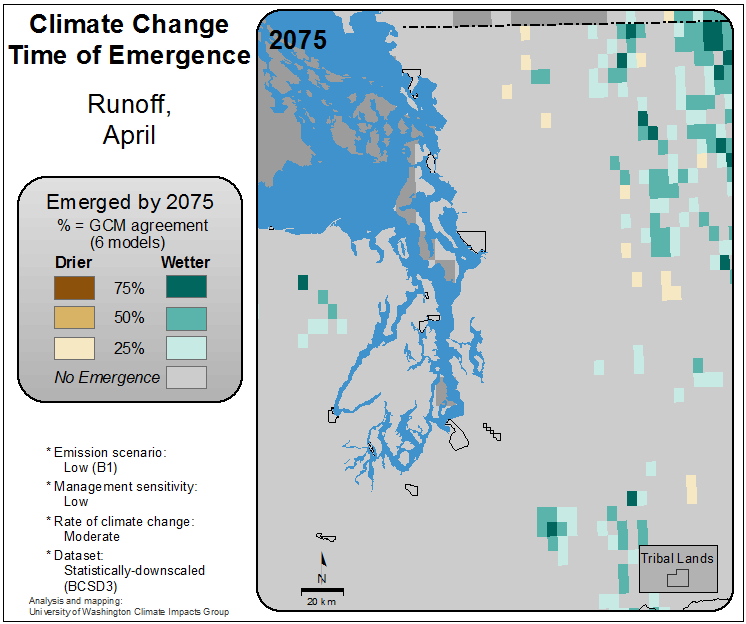 Climate Change
Time of Emergence
Runoff,
April
Emerged by 2075
% = GCM agreement
(6 models)
Drier Wetter
75%
50%
25%
No Emergence
* Emission scenario:
Low (B1)
* Management sensitivity:
Low
* Rate of climate change:
Moderate
* Dataset:
Statistically-downscaled
(BCSD3)
Analysis and mapping:
University of Washington Climate Impacts Group
2075
N
20 km
Tribal Lands